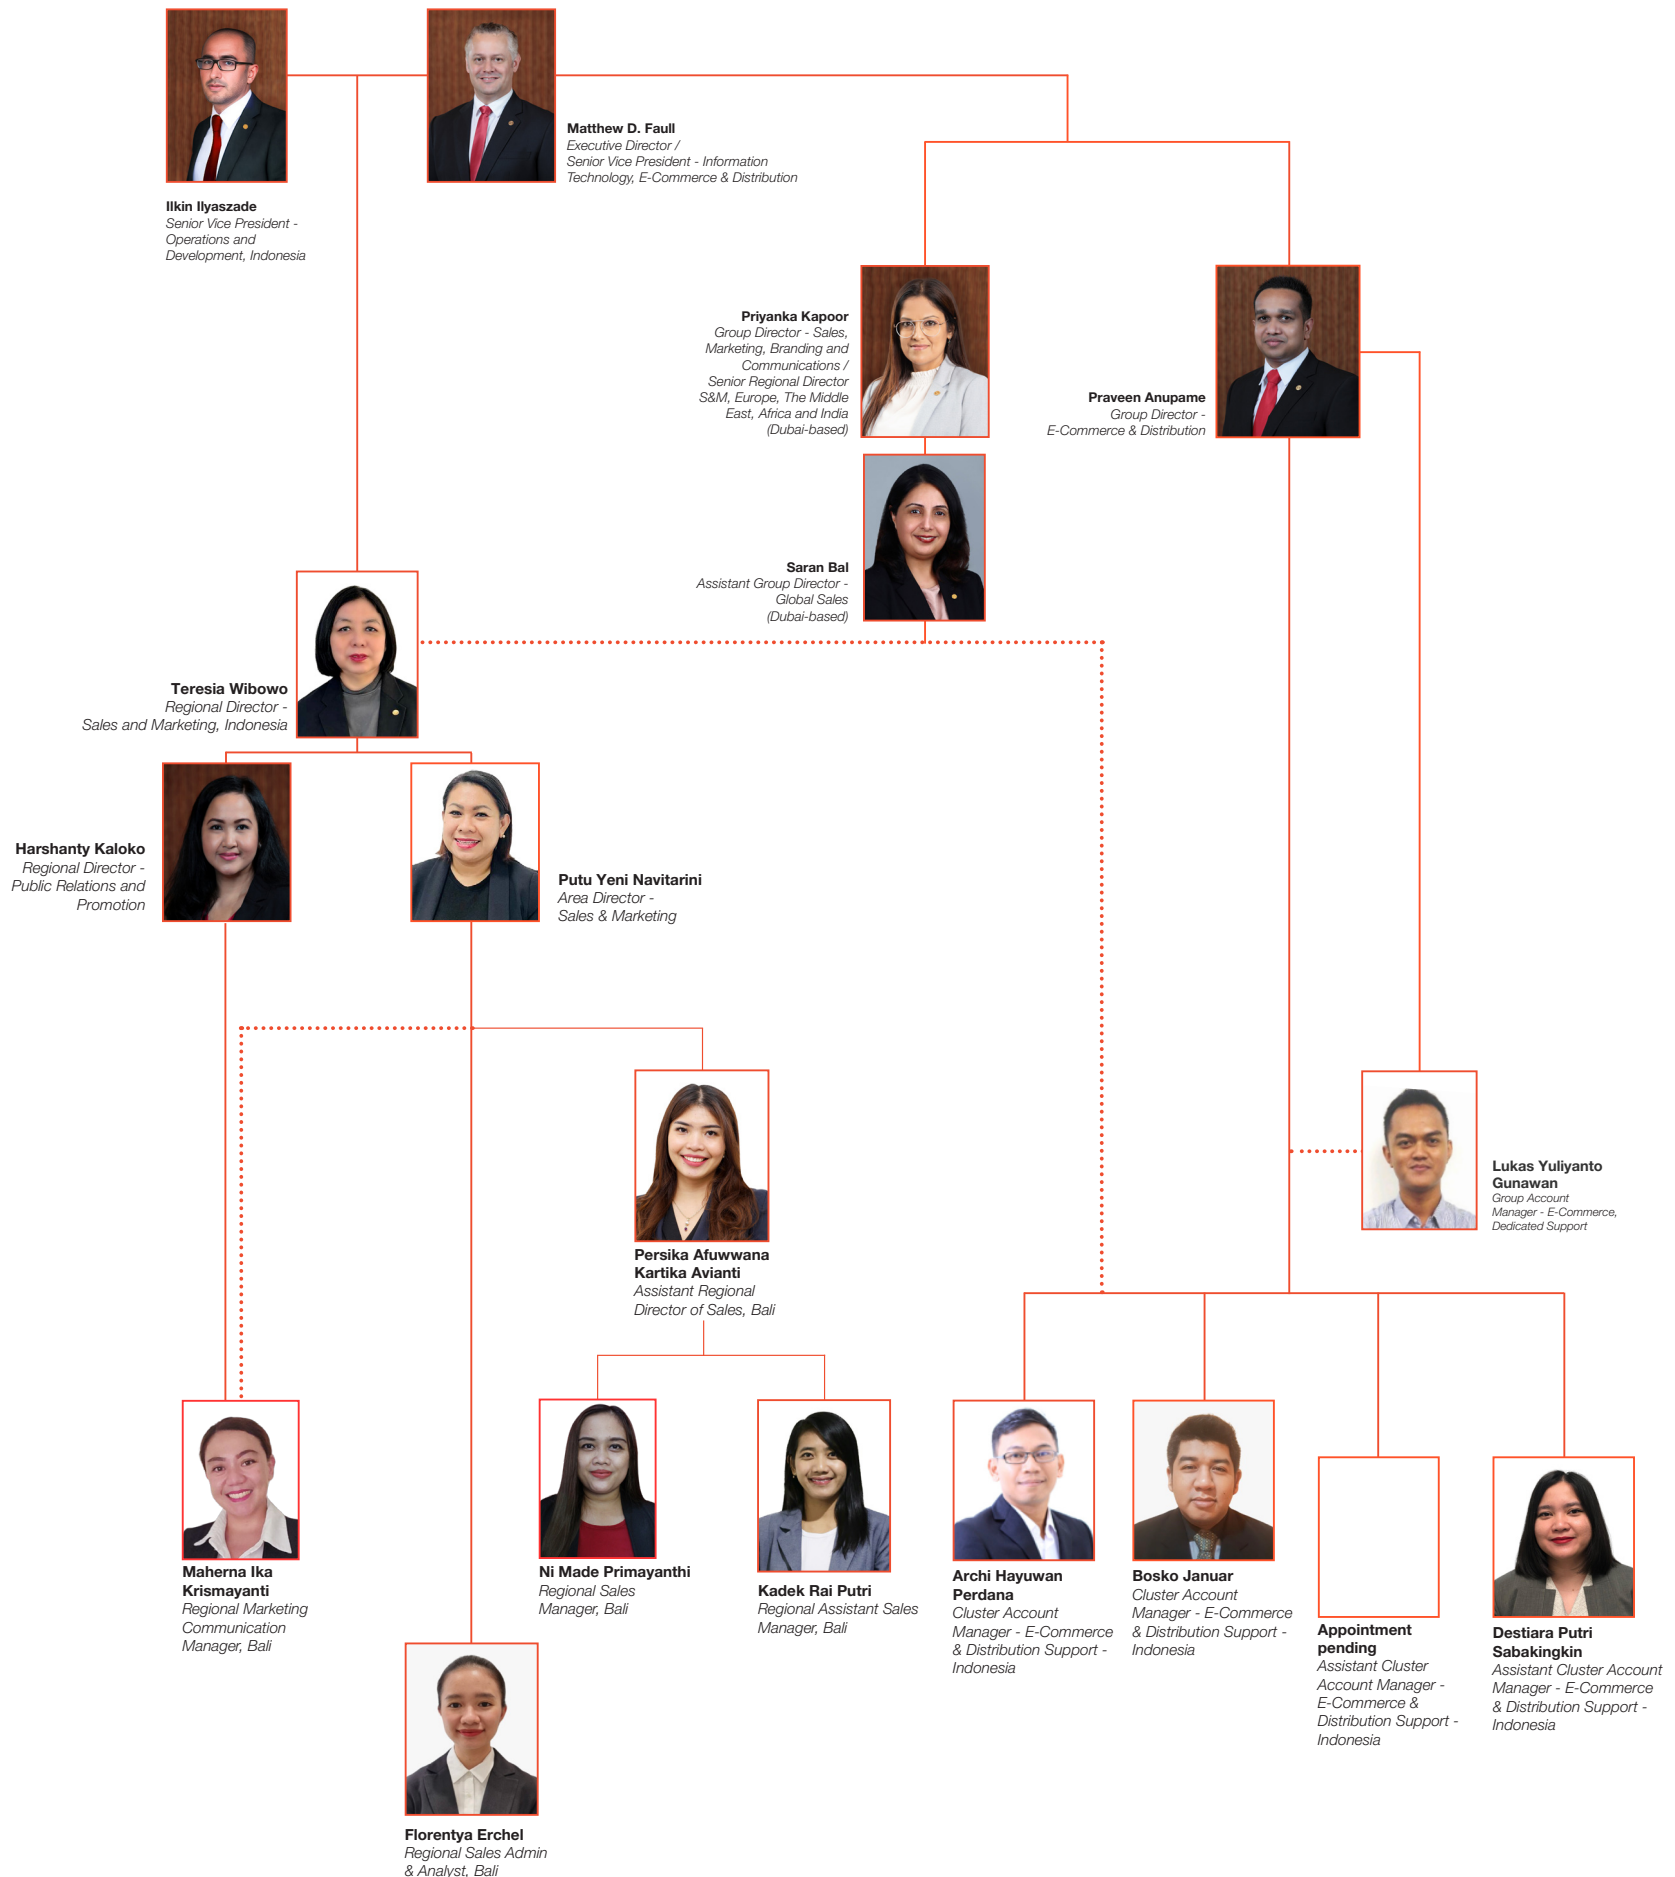 Matthew D. Faull
Executive Director /
Senior Vice President - Information
Technology, E-Commerce & Distribution
Ilkin Ilyaszade
Senior Vice President -
Operations and
Development, Indonesia
Priyanka Kapoor
Group Director - Sales,
Marketing, Branding and
Communications /
Senior Regional Director
S&M, Europe, The Middle
East, Africa and India
(Dubai-based)
Praveen Anupame
Group Director -
E-Commerce & Distribution
Saran Bal
Assistant Group Director -
Global Sales
(Dubai-based)
Teresia Wibowo
Regional Director -
Sales and Marketing, Indonesia
Harshanty Kaloko
Regional Director -
Public Relations and
Promotion
Putu Yeni Navitarini
Area Director -
Sales & Marketing
Lukas Yuliyanto
Gunawan
Group Account
Manager - E-Commerce,
Dedicated Support
Persika Afuwwana
Kartika Avianti
Assistant Regional
Director of Sales, Bali
Maherna Ika
Krismayanti
Regional Marketing
Communication
Manager, Bali
Ni Made Primayanthi
Regional Sales
Manager, Bali
Kadek Rai Putri
Regional Assistant Sales
Manager, Bali
Archi Hayuwan
Perdana
Cluster Account
Manager - E-Commerce
& Distribution Support -
Indonesia
Bosko Januar
Cluster Account
Manager - E-Commerce
& Distribution Support -
Indonesia
Appointment
pending
Assistant Cluster
Account Manager -
E-Commerce &
Distribution Support -
Indonesia
Destiara Putri
Sabakingkin
Assistant Cluster Account
Manager - E-Commerce
& Distribution Support -
Indonesia
Florentya Erchel
Regional Sales Admin
& Analyst, Bali